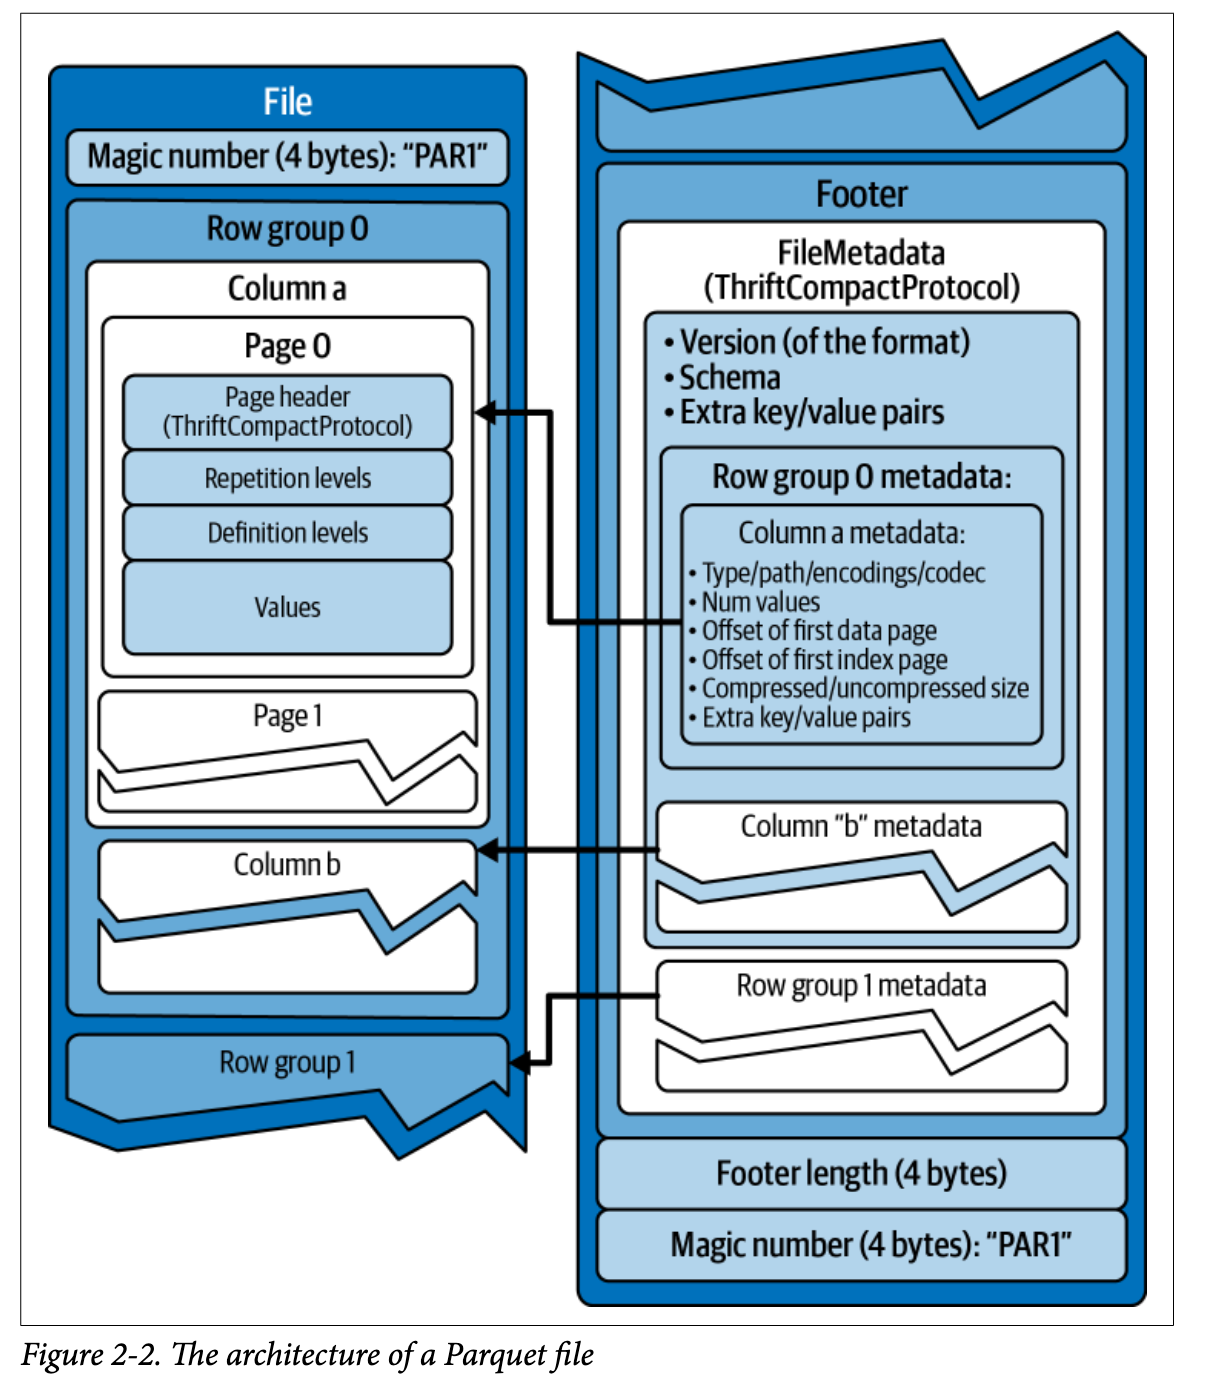 File
Magic number (4 bytes): “PAR1”
Row group 0
Column a
Page 0
Page header
(ThriftCompactProtocol)
Repetition levels
Definition levels
Values
Page 1
Column b
Row group 1
Footer
FileMetadata
(ThriftCompactProtocol)
• Version (of the format)
• Schema
• Extra key/value pairs
Row group 0 metadata:
Column a metadata:
• Type/path/encodings/codec
• Num values
• Offset of first data page
• Offset of first index page
• Compressed/uncompressed size
• Extra key/value pairs
Column “b” metadata
Row group 1 metadata
Footer length (4 bytes)
Magic number (4 bytes): “PAR1”
Figure 2-2. The architecture of a Parquet file